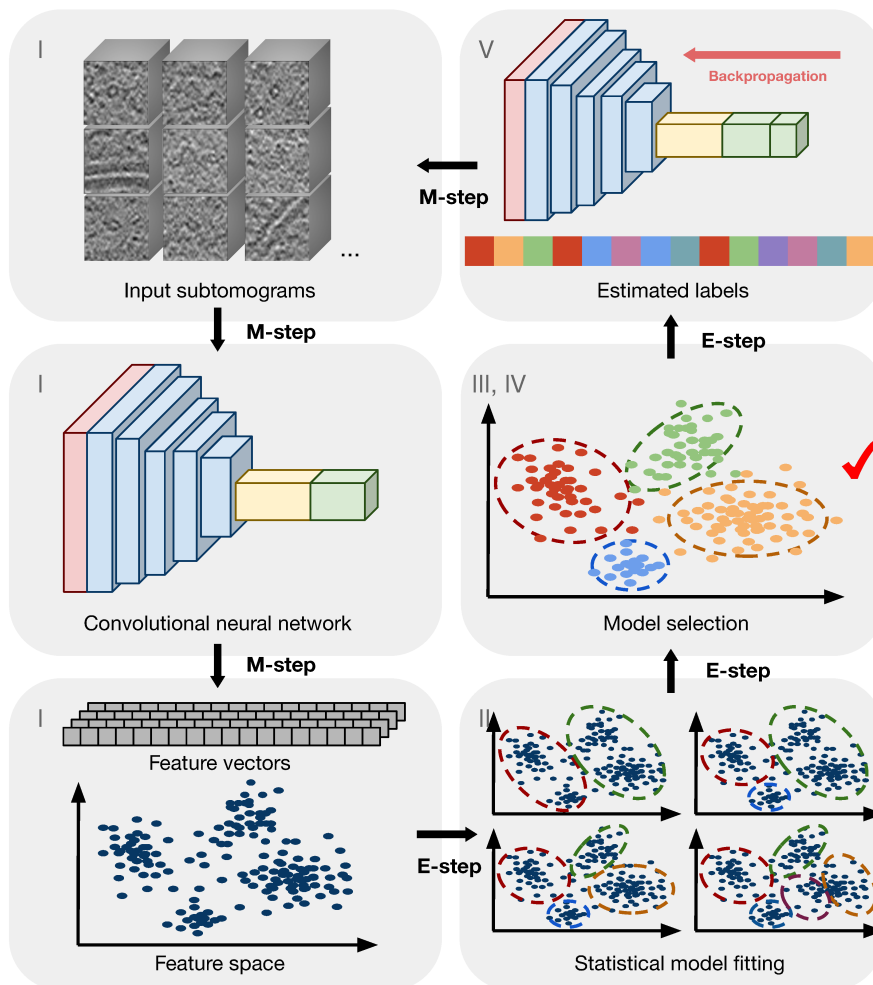 I
Input subtomograms
...
M-step
I
Convolutional neural network
M-step
I
Feature vectors
Feature space
E-step
II
Statistical model fitting
E-step
III, IV
Model selection
E-step
V
Backpropagation
Estimated labels
M-step